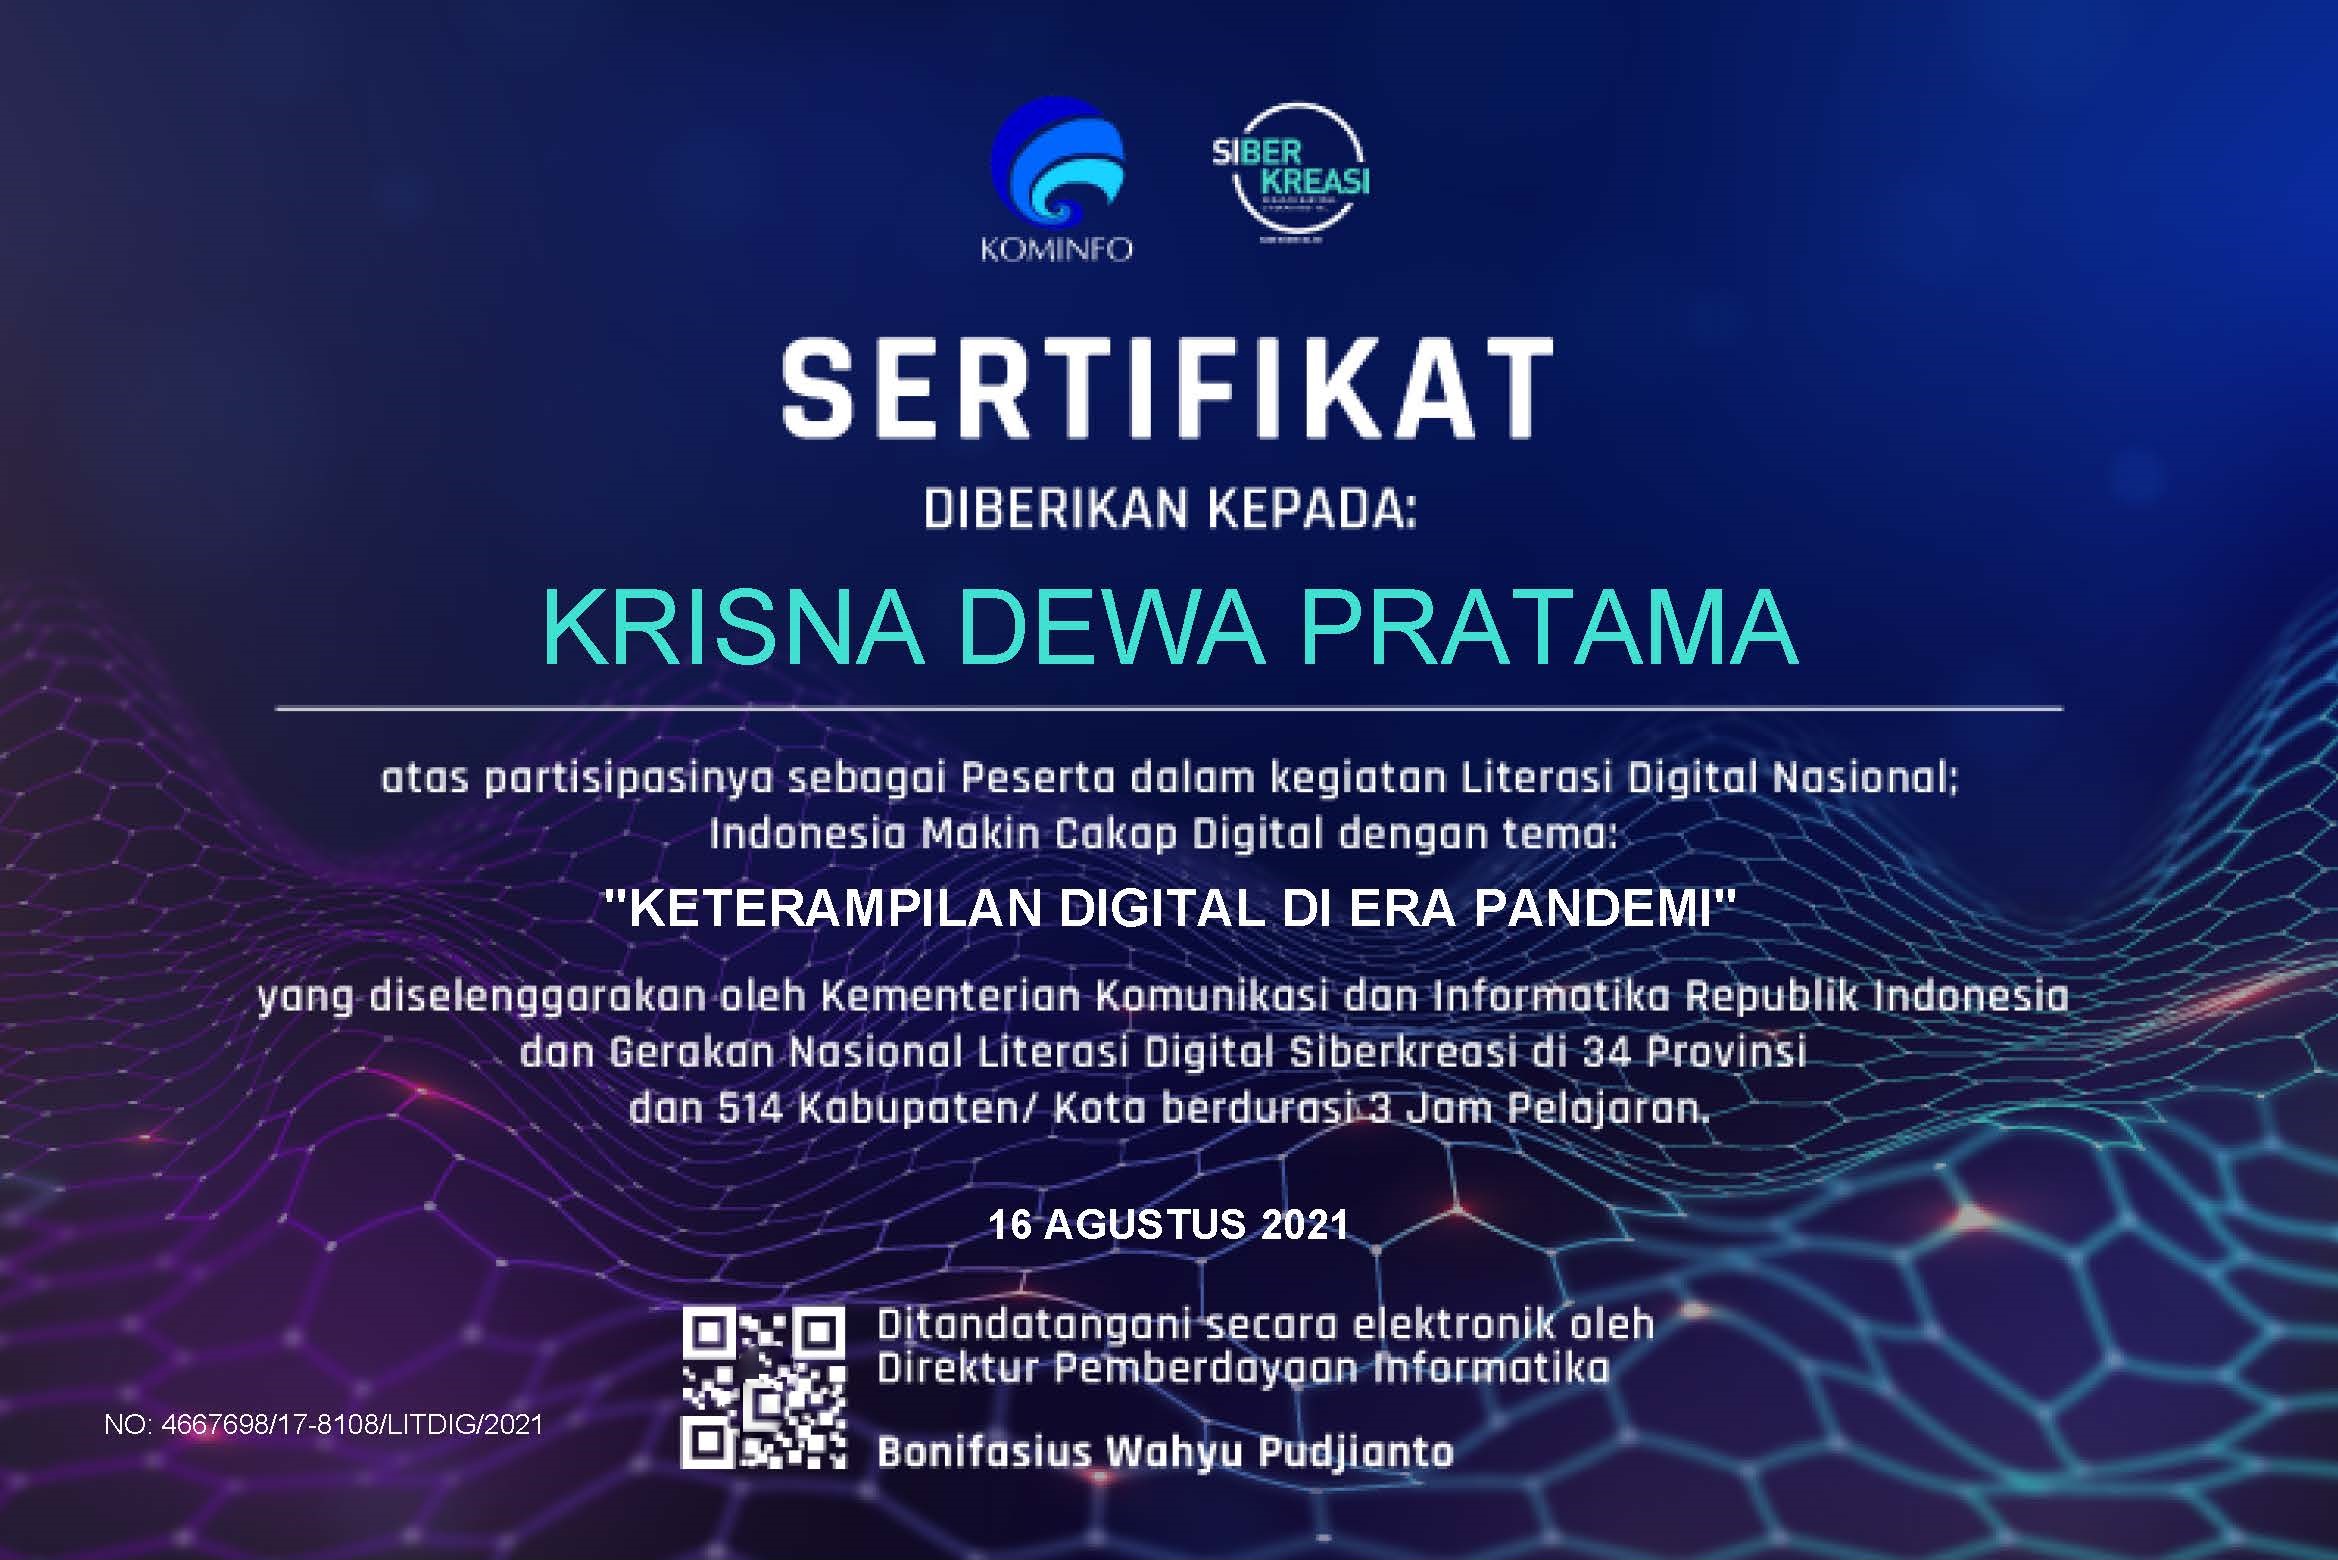 KOMINFO
SIBER
KREASI
SERTIFIKAT
DIBERIKAN KEPADA:
KRISNA DEWA PRATAMA
atas partisipasinya sebagai Peserta dalam kegiatan Literasi Digital Nasional;
Indonesia Makin Cakap Digital dengan tema:
"KETERAMPILAN DIGITAL DI ERA PANDEMI"
yang diselenggarakan oleh Kementerian Komunikasi dan Informatika Republik Indonesia
dan Gerakan Nasional Literasi Digital Siberkreasi di 34 Provinsi
dan 514 Kabupaten/ Kota berdurasi 3 Jam Pelajaran.
16 AGUSTUS 2021
Ditandatangani secara elektronik oleh
Direktur Pemberdayaan Informatika
Bonifasius Wahyu Pudjianto
NO: 4667698/17-8108/LITDIG/2021